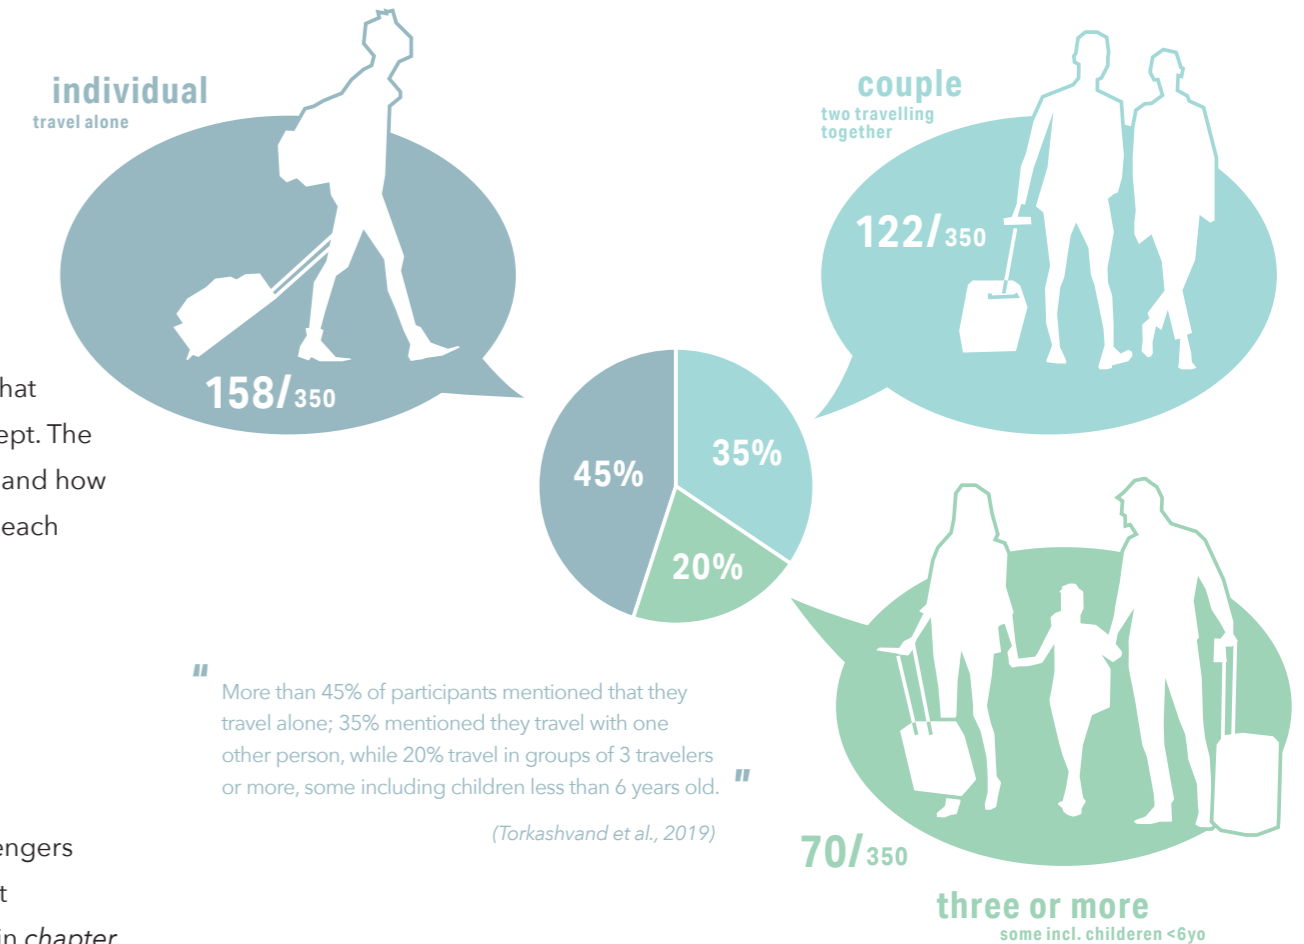 individual
travel alone
158/350
couple
two travelling
together
122/350
hat
ept. The
and how
each
45%
35%
20%
"
More than 45% of participants mentioned that they
travel alone; 35% mentioned they travel with one
other person, while 20% travel in groups of 3 travelers
or more, some including children less than 6 years old.
"
(Torkashvand et al., 2019)
engers
t
in chapter
70/350
three or more
some incl. childeren <6yo